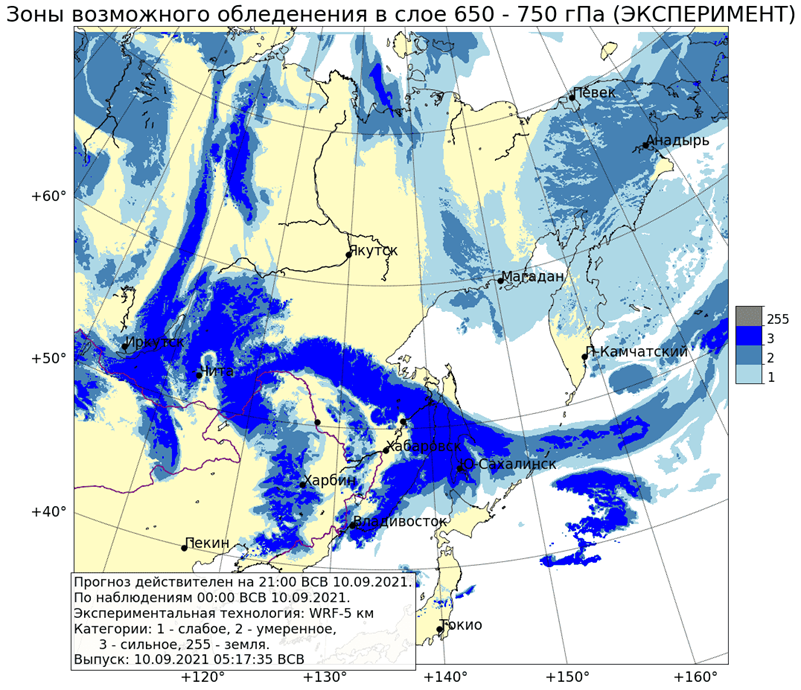 Зоны возможного обледенения в слое 650 - 750 гПа (ЭКСПЕРИМЕНТ)
Певек
Анадырь
+60°
Якутск
Магадан
255
Иркутск
3
+50°
П-Камчатский
2
Чита
1
Хабаровск
Ю-Сахалинск
Харбин
+40°
Владивосток
Пекин
Прогноз действителен на 21:00 ВСВ 10.09.2021.
По наблюдениям 00:00 ВСВ 10.09.2021.
Экспериментальная технология: WRF-5 км
Категории: 1 - слабое, 2 - умеренное,
3 - сильное, 255 - земля.
Выпуск: 10.09.2021 05:17:35 ВСВ
Токио
+120° +130° +140° +150° +160°